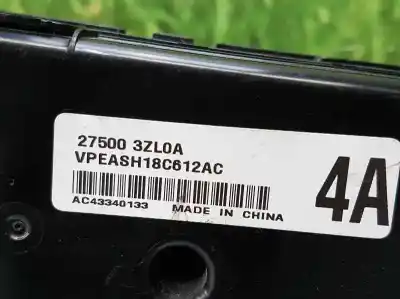 27500 3ZL0A
VPEASH18C612AC
4A
AC43340133 MADE IN CHINA